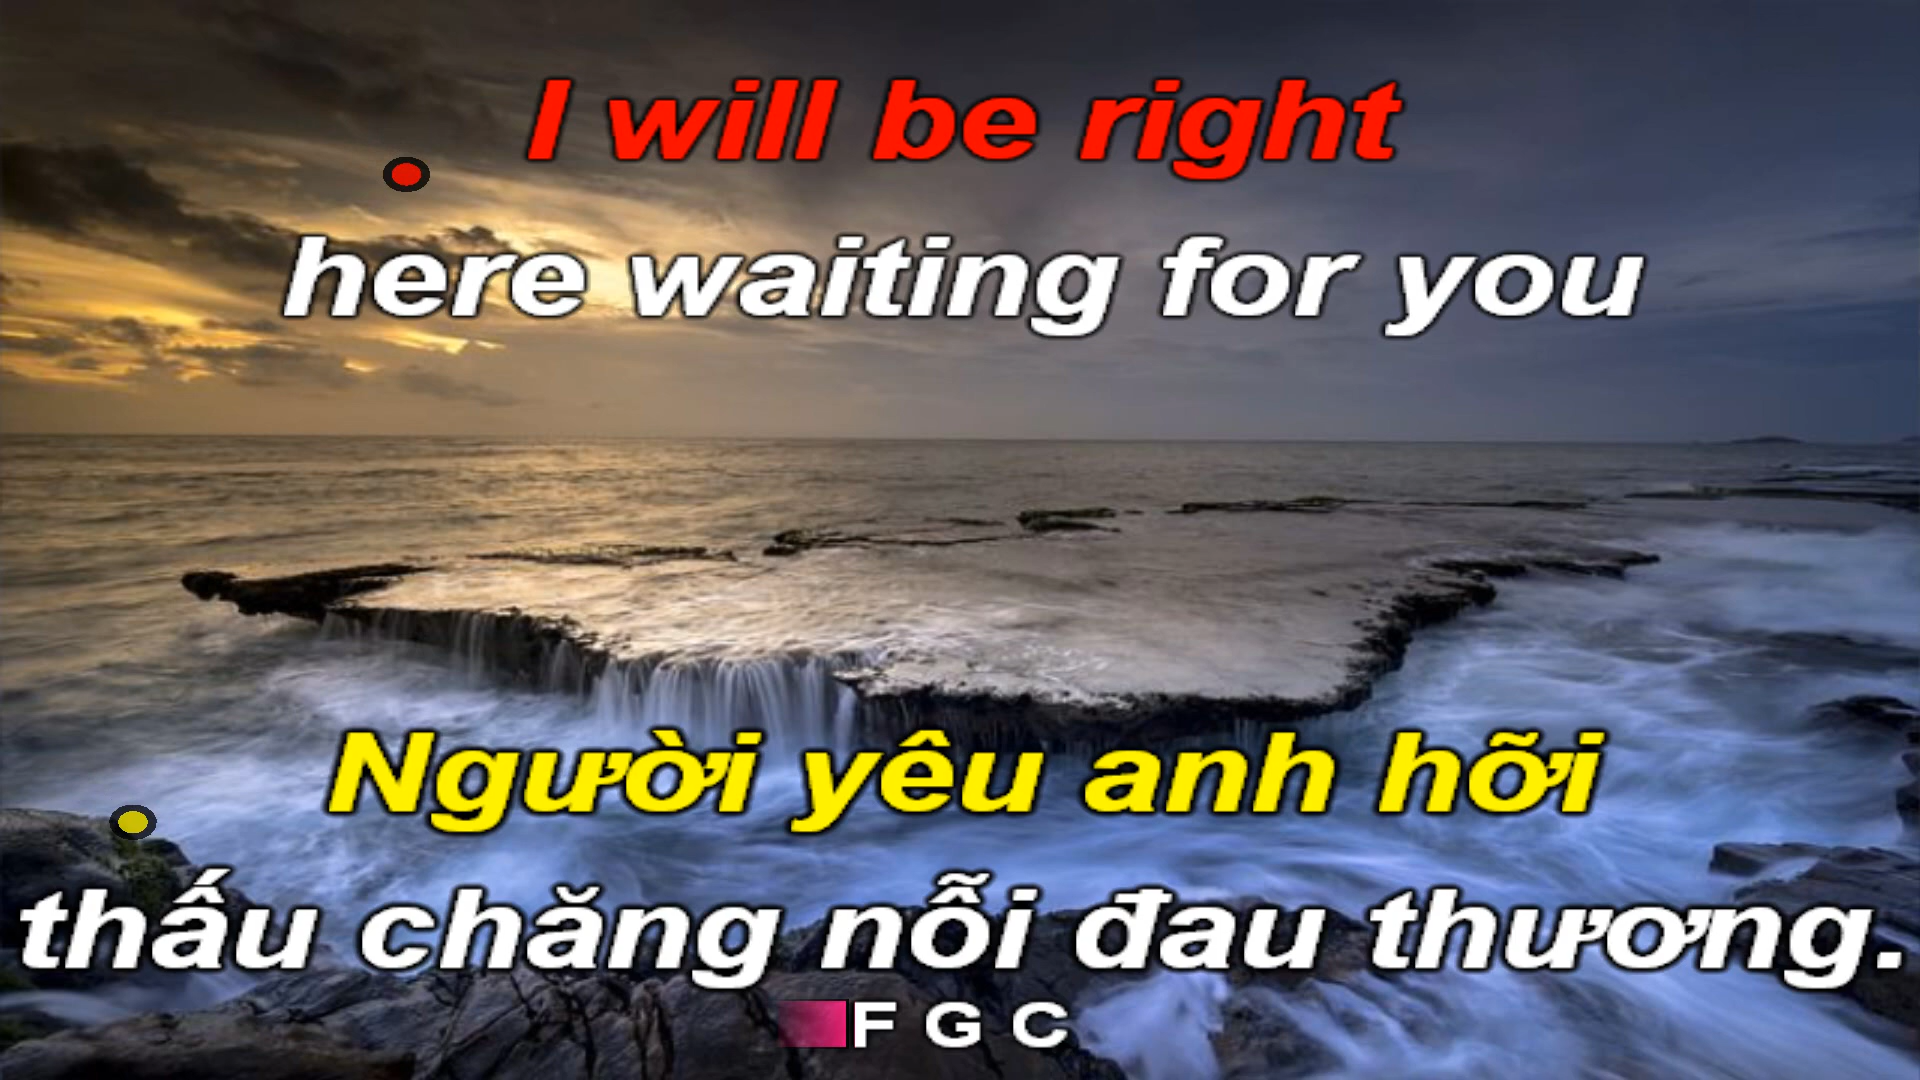 I will be right
here waiting for you
Người yêu anh hỡi
thấu chăng nỗi đau thương.
F G C